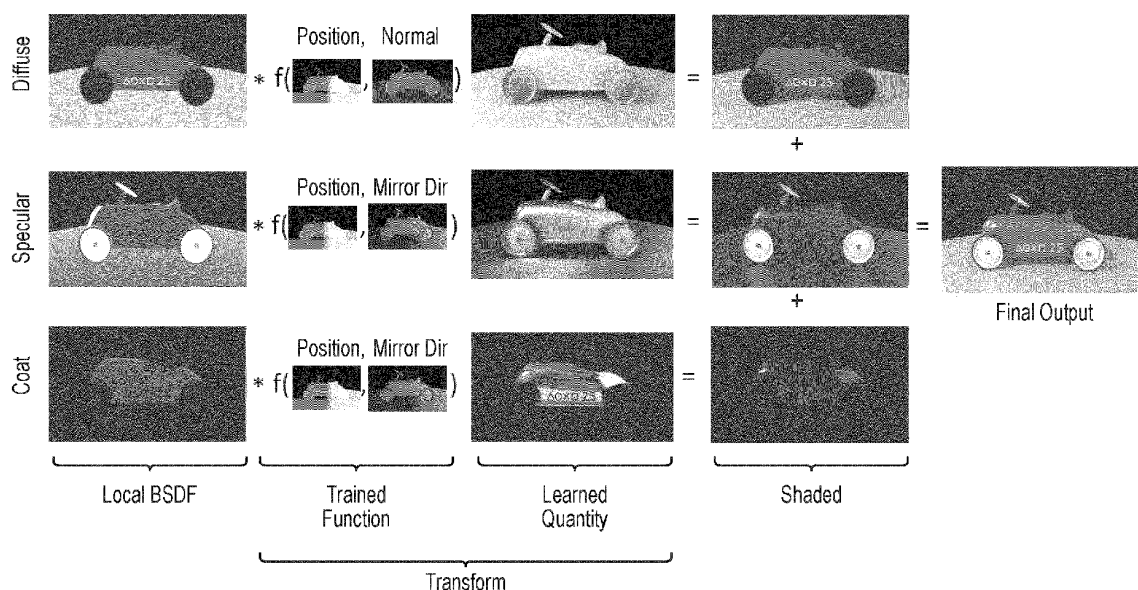 Diffuse
Position, Normal
* f( , )
=
+
Specular
Position, Mirror Dir
* f( , )
=
=
+
Final Output
Coat
Position, Mirror Dir
* f( , )
=
Local BSDF
Trained Function
Learned Quantity
Shaded
Transform